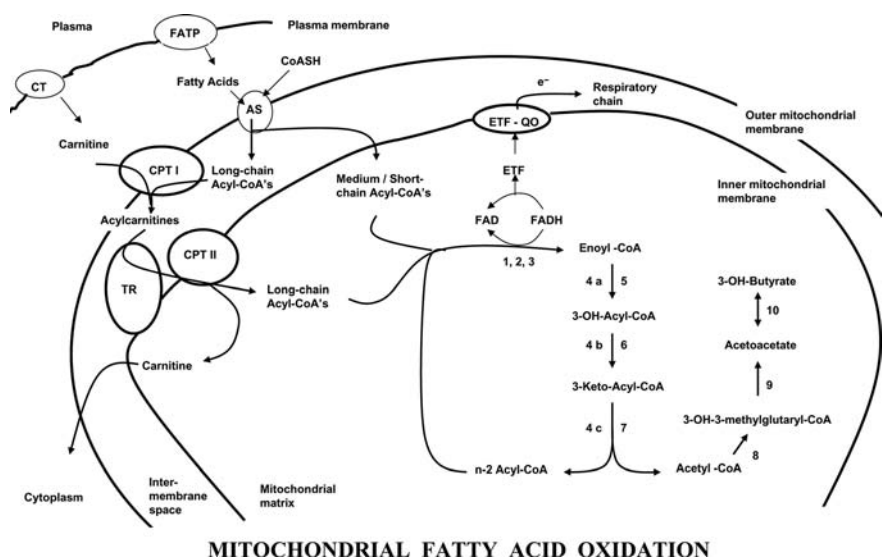 Plasma
FATP
Plasma membrane
CT
Fatty Acids
CoASH
AS
e⁻
Respiratory
chain
ETF - QO
Outer mitochondrial
membrane
Carnitine
CPT I
Long-chain
Acyl-CoA's
Medium / Short-
chain Acyl-CoA's
ETF
Inner mitochondrial
membrane
Acylcarnitines
FAD
FADH
CPT II
1, 2, 3
Enoyl -CoA
TR
Long-chain
Acyl-CoA's
4 a
5
3-OH-Butyrate
10
3-OH-Acyl-CoA
4 b
6
Acetoacetate
Carnitine
3-Keto-Acyl-CoA
9
4 c
7
3-OH-3-methylglutaryl-CoA
8
n-2 Acyl-CoA
Acetyl -CoA
Cytoplasm
Inter-
membrane
space
Mitochondrial
matrix
MITOCHONDRIAL FATTY ACID OXIDATION